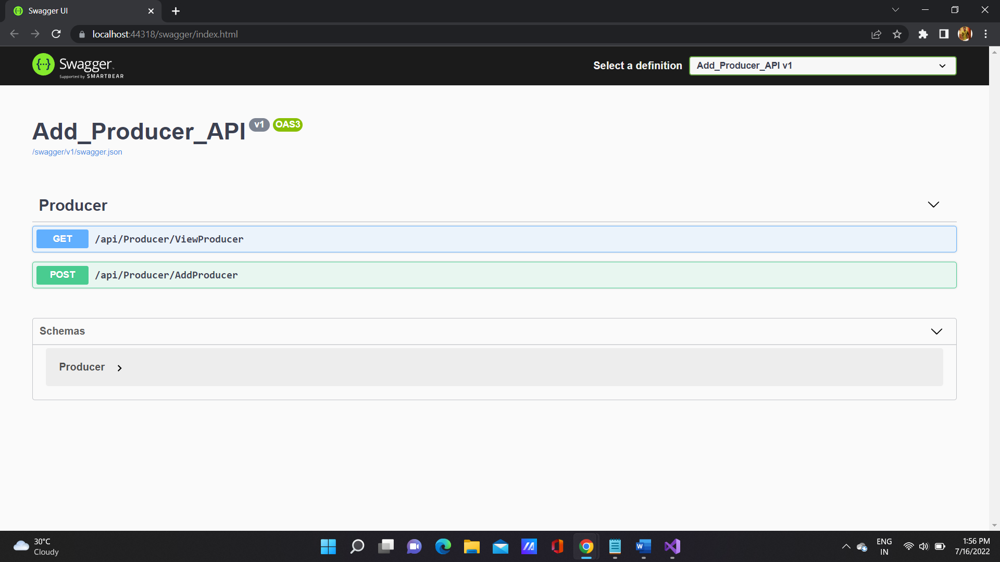 Swagger UI
localhost:44318/swagger/index.html
Swagger
Supported by SMARTBEAR
Select a definition
Add_Producer_API v1
Add_Producer_API v1 OAS3
/swagger/v1/swagger.json
Producer
GET /api/Producer/ViewProducer
POST /api/Producer/AddProducer
Schemas
Producer
30°C
Cloudy
W
ENG
IN
1:56 PM
7/16/2022